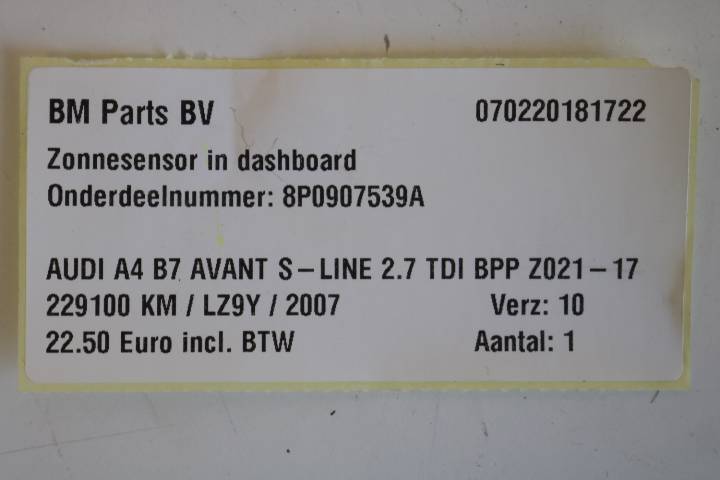 BM Parts BV 070220181722
Zonnesensor in dashboard
Onderdeelnummer: 8P0907539A
AUDI A4 B7 AVANT S-LINE 2.7 TDI BPP Z021-17
229100 KM / LZ9Y / 2007 Verz: 10
22.50 Euro incl. BTW Aantal: 1